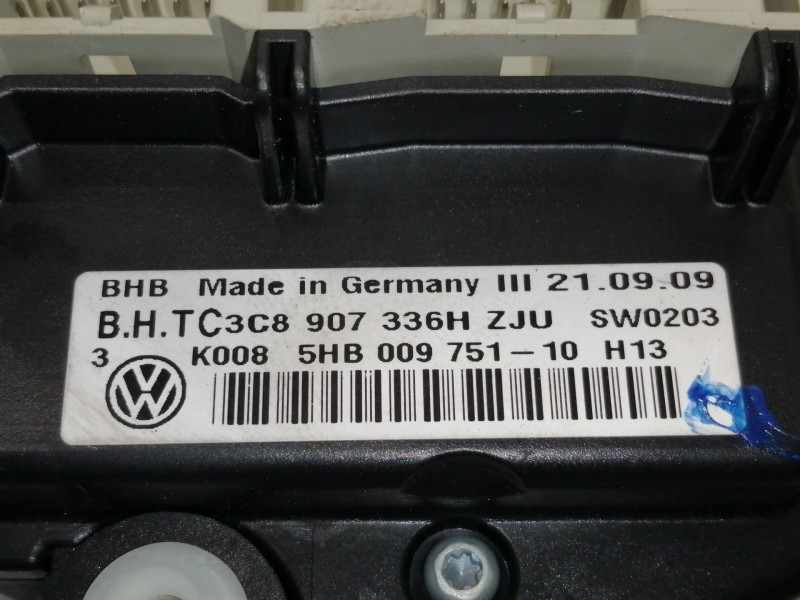 BHB Made in Germany III 21.09.09
B.H.TC3C8 907 336H ZJU SW0203
3 K008 5HB 009 751-10 H13
VW